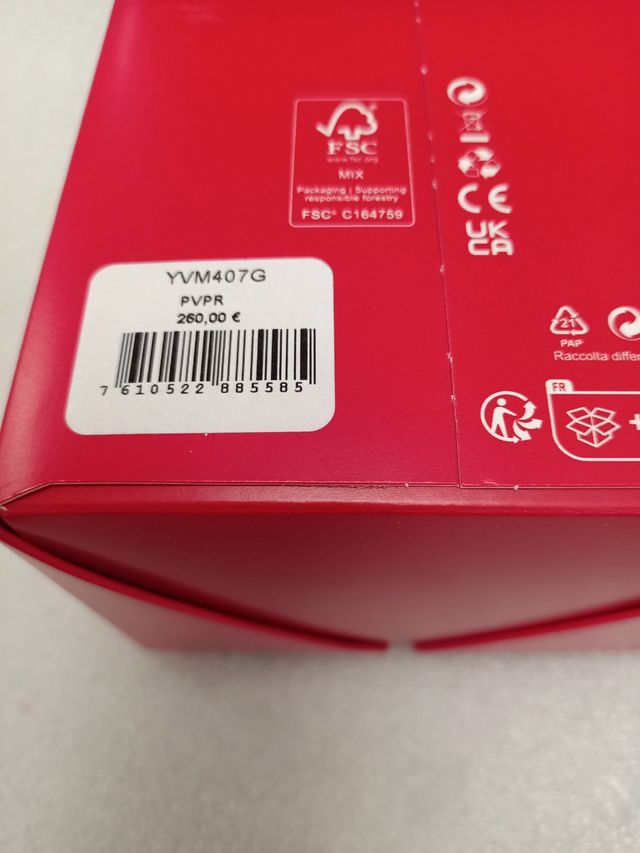 FSC
www.fsc.org
MIX
Packaging | Supporting
responsible forestry
FSC® C164759
CE
UK
CA
YVM407G
PVPR
260,00 €
7 610522 885585
21
PAP
Raccolta differ
FR
+